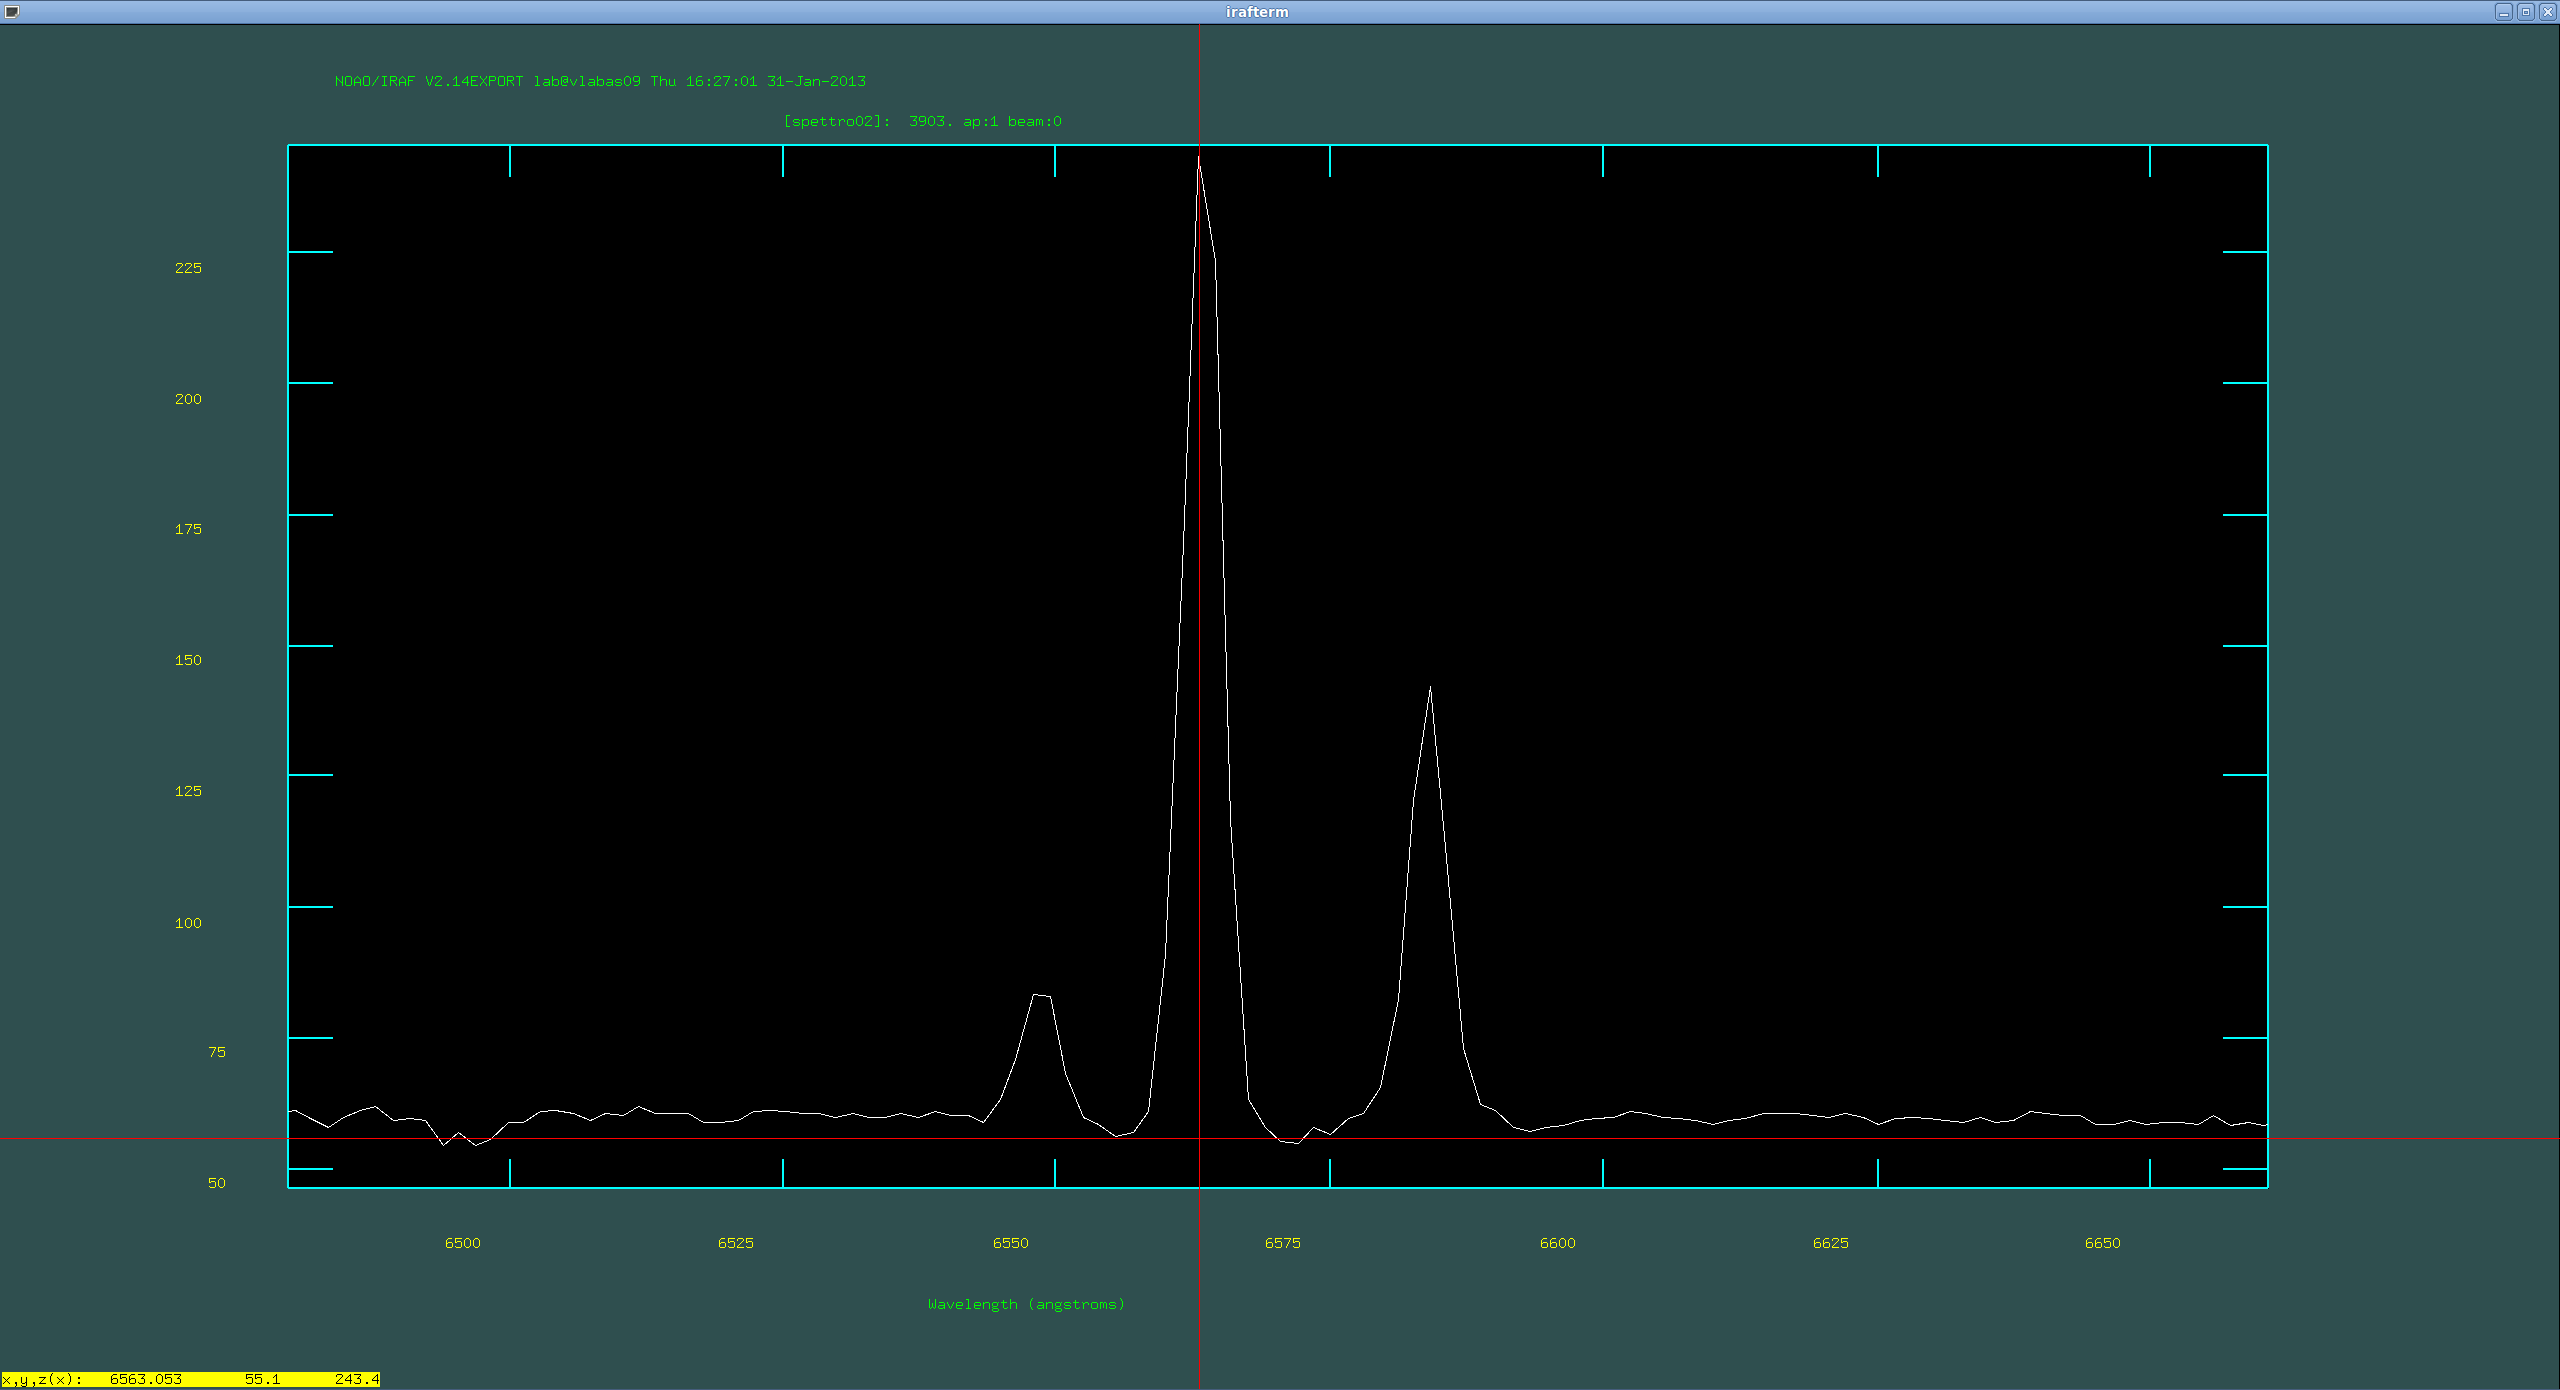 irafterm
NOAO/IRAF V2.14EXPORT lab@vlabas09 Thu 16:27:01 31-Jan-2013
[spettro02]: 3903. ap:1 beam:0
225
200
175
150
125
100
75
50
6500 6525 6550 6575 6600 6625 6650
Wavelength (angstroms)
x,y,z(x): 6563.053 55.1 243.4